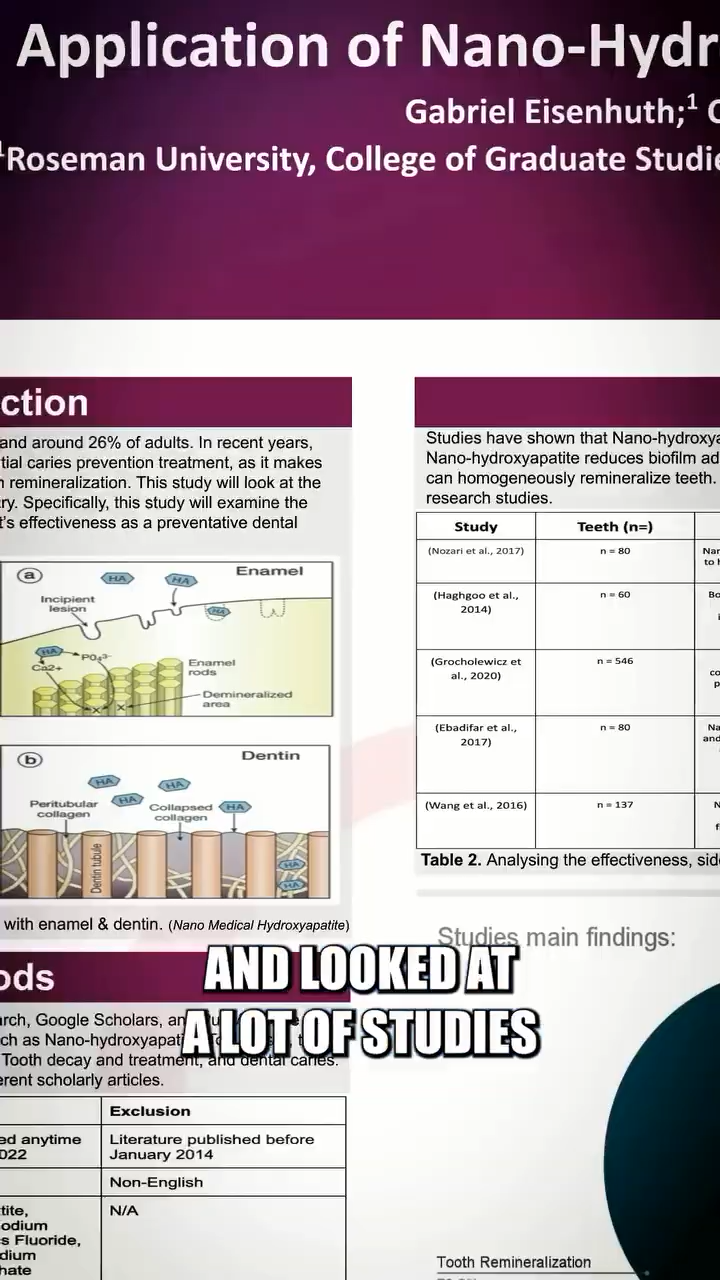 Application of Nano-Hydr
Gabriel Eisenhuth;¹
¹Roseman University, College of Graduate Studie
ction
and around 26% of adults. In recent years,
tial caries prevention treatment, as it makes
remineralization. This study will look at the
ry. Specifically, this study will examine the
t's effectiveness as a preventative dental
a
Enamel
HA
HA
Incipient
lesion
HA
HA
PO₄³⁻
Ca2+
Enamel
rods
Demineralized
area
b
Dentin
HA
HA
HA
HA
Peritubular
collagen
Collapsed
collagen
Dentin tubule
HA
HA
with enamel & dentin. (Nano Medical Hydroxyapatite)
ods
arch, Google Scholars, an
ch as Nano-hydroxyapati
Tooth decay and treatment, and dental caries.
erent scholarly articles.
Exclusion
ed anytime
022
Literature published before
January 2014
Non-English
tite,
odium
s Fluoride,
dium
hate
N/A
Studies have shown that Nano-hydroxya
Nano-hydroxyapatite reduces biofilm ad
can homogeneously remineralize teeth.
research studies.
Study
Teeth (n=)
(Nozari et al., 2017)
n = 80
Nar
to h
(Haghgoo et al.,
2014)
n = 60
Bo
(Grocholewicz et
al., 2020)
n = 546
co
p
(Ebadifar et al.,
2017)
n = 80
Na
and
(Wang et al., 2016)
n = 137
N
f
Table 2. Analysing the effectiveness, side
Studies main findings:
AND LOOKED AT
A LOT OF STUDIES
Tooth Remineralization